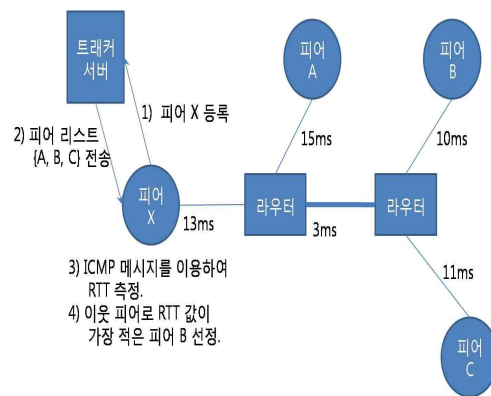 트래커
서버
피어
A
피어
B
1) 피어 X 등록
2) 피어 리스트
{A, B, C} 전송
15ms
10ms
피어
X
라우터
라우터
13ms
3ms
3) ICMP 메시지를 이용하여
RTT 측정.
4) 이웃 피어로 RTT 값이
가장 적은 피어 B 선정.
11ms
피어
C